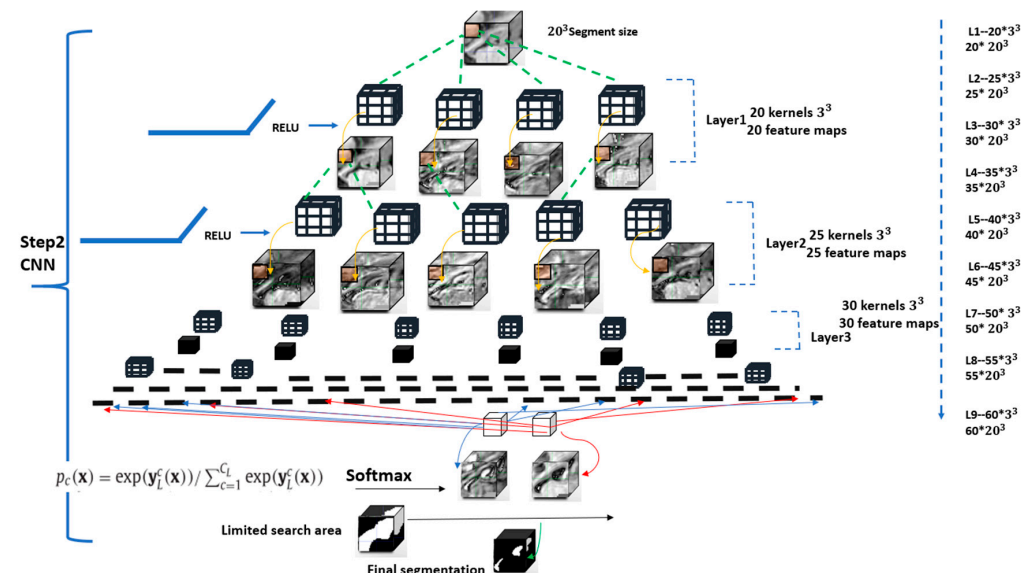 20³Segment size
L1--20*3³
20* 20³
L2--25*3³
25* 20³
RELU
Layer1 20 kernels 3³
20 feature maps
L3--30* 3³
30* 20³
L4--35*3³
35*20³
Step2
CNN
RELU
Layer2 25 kernels 3³
25 feature maps
L5--40*3³
40* 20³
L6--45*3³
45* 20³
30 kernels 3³
30 feature maps
Layer3
L7--50* 3³
50* 20³
L8--55*3³
55*20³
L9--60*3³
60*20³
p_c(x) = exp(y_L^c(x))/ ∑_{c=1}^{C_L} exp(y_L^c(x))
Softmax
Limited search area
Final segmentation